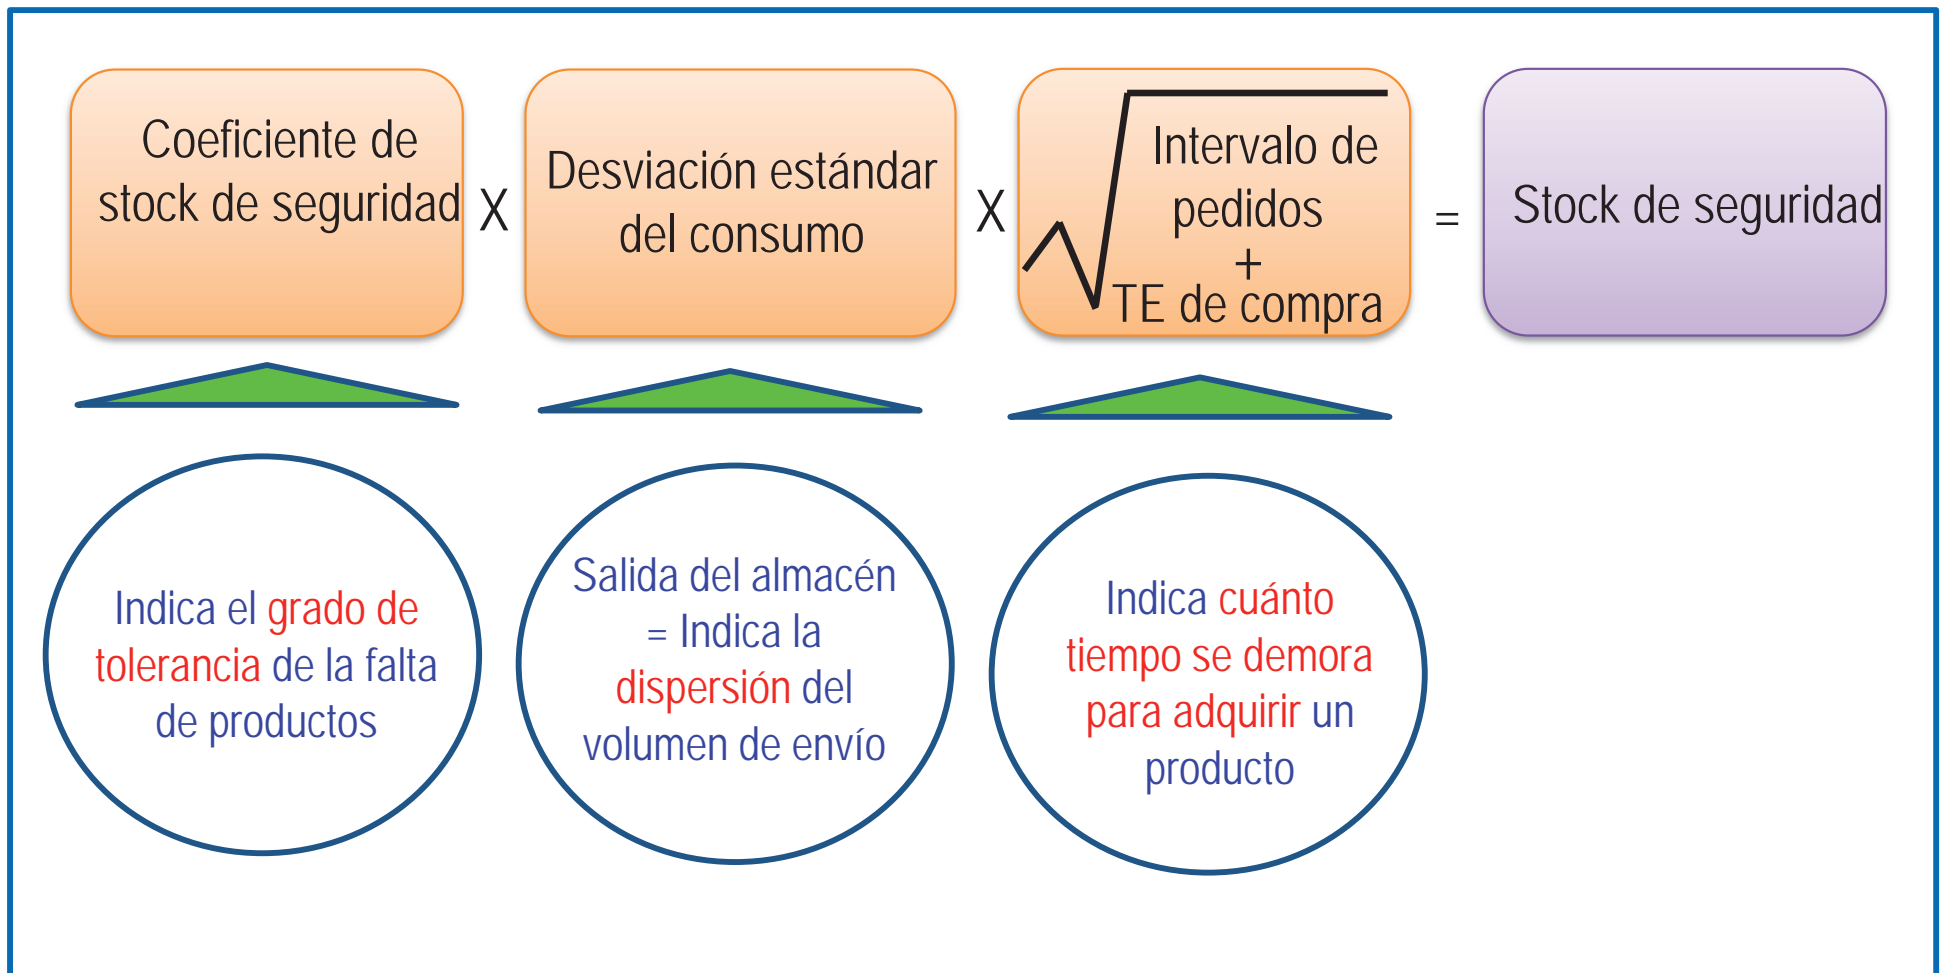 Coeficiente de
stock de seguridad
X
Desviación estándar
del consumo
X
√
Intervalo de
pedidos
+
TE de compra
=
Stock de seguridad
Indica el grado de
tolerancia de la falta
de productos
Salida del almacén
= Indica la
dispersión del
volumen de envío
Indica cuánto
tiempo se demora
para adquirir un
producto